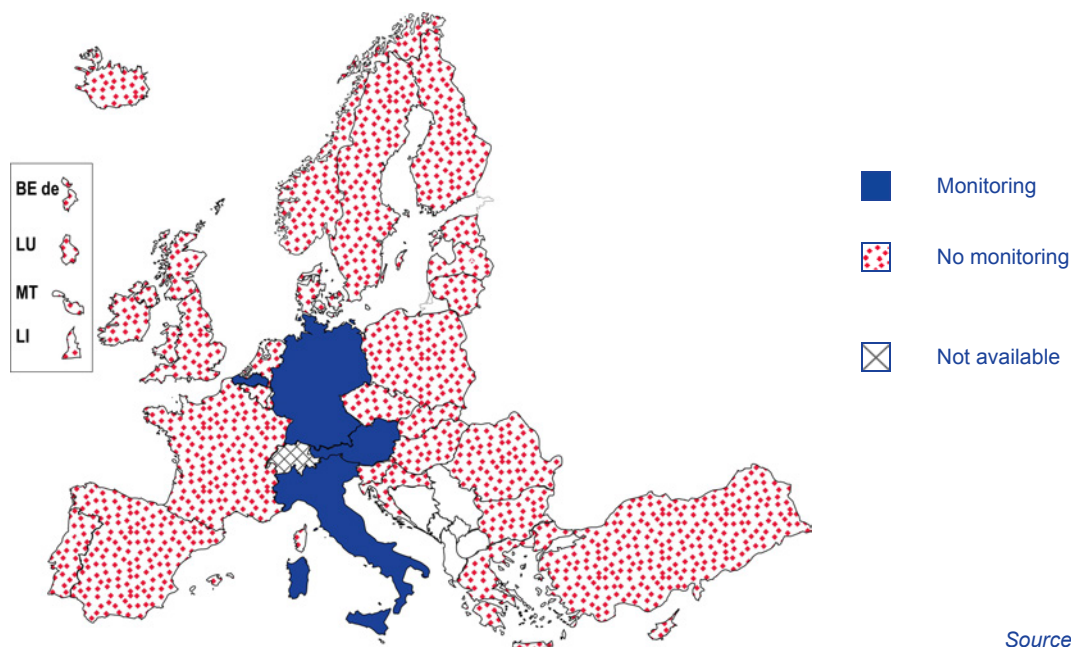 BE de
LU
MT
LI
Monitoring
No monitoring
Not available
Source